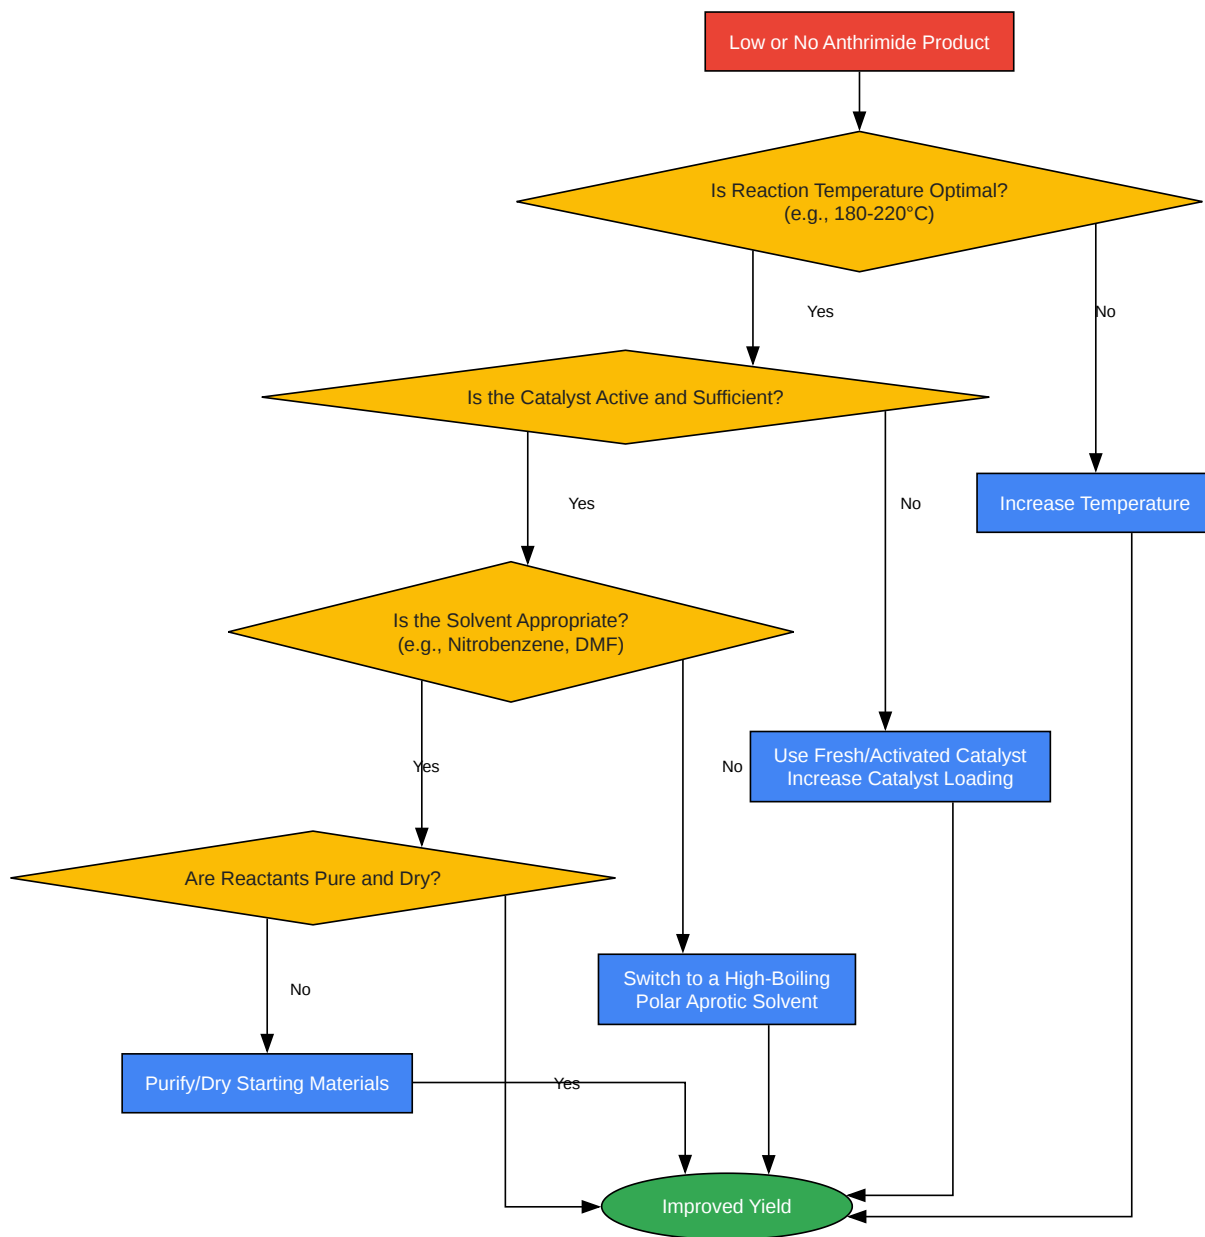 Low or No Anthrimide Product
Is Reaction Temperature Optimal?
(e.g., 180-220°C)
Yes
No
Is the Catalyst Active and Sufficient?
Yes
No
Increase Temperature
Is the Solvent Appropriate?
(e.g., Nitrobenzene, DMF)
Yes
No
Use Fresh/Activated Catalyst
Increase Catalyst Loading
Are Reactants Pure and Dry?
No
Switch to a High-Boiling
Polar Aprotic Solvent
Purify/Dry Starting Materials
Yes
Improved Yield